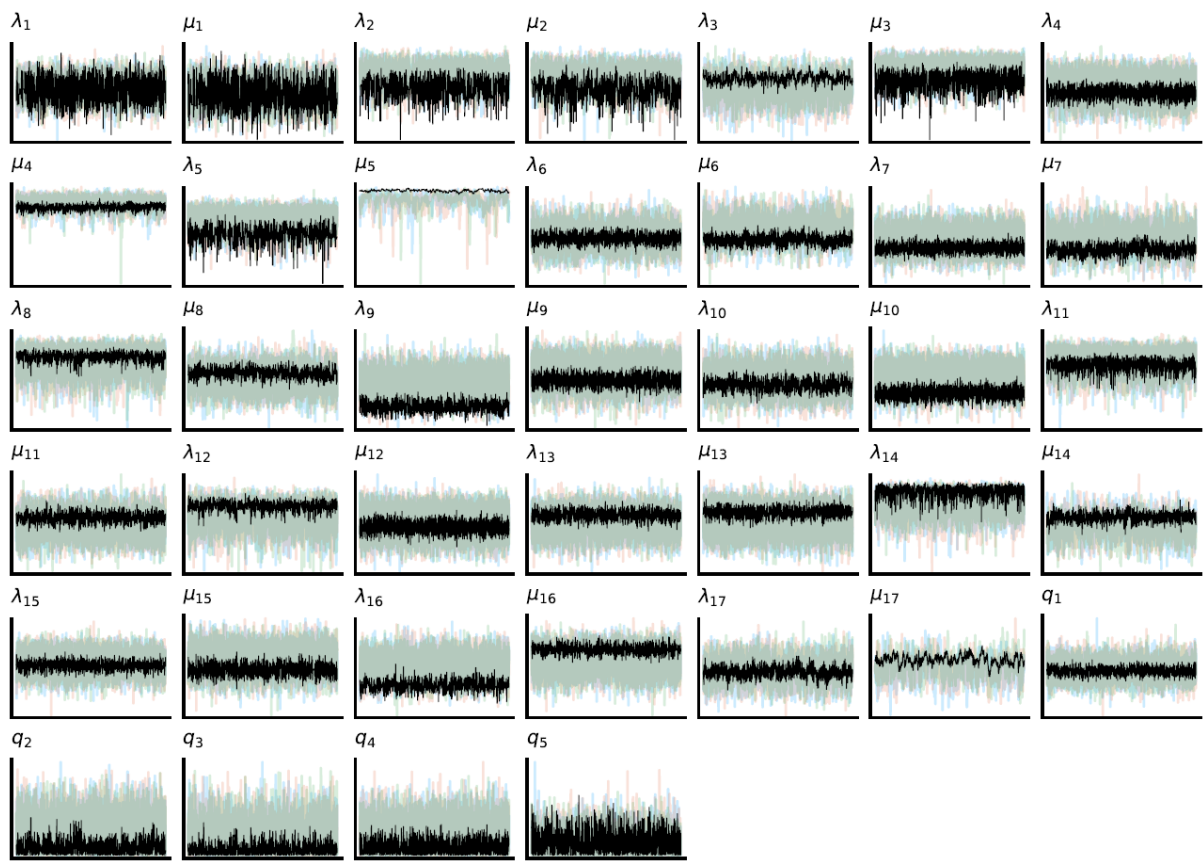 λ₁ μ₁ λ₂ μ₂ λ₃ μ₃ λ₄
μ₄ λ₅ μ₅ λ₆ μ₆ λ₇ μ₇
λ₈ μ₈ λ₉ μ₉ λ₁₀ μ₁₀ λ₁₁
μ₁₁ λ₁₂ μ₁₂ λ₁₃ μ₁₃ λ₁₄ μ₁₄
λ₁₅ μ₁₅ λ₁₆ μ₁₆ λ₁₇ μ₁₇ q₁
q₂ q₃ q₄ q₅